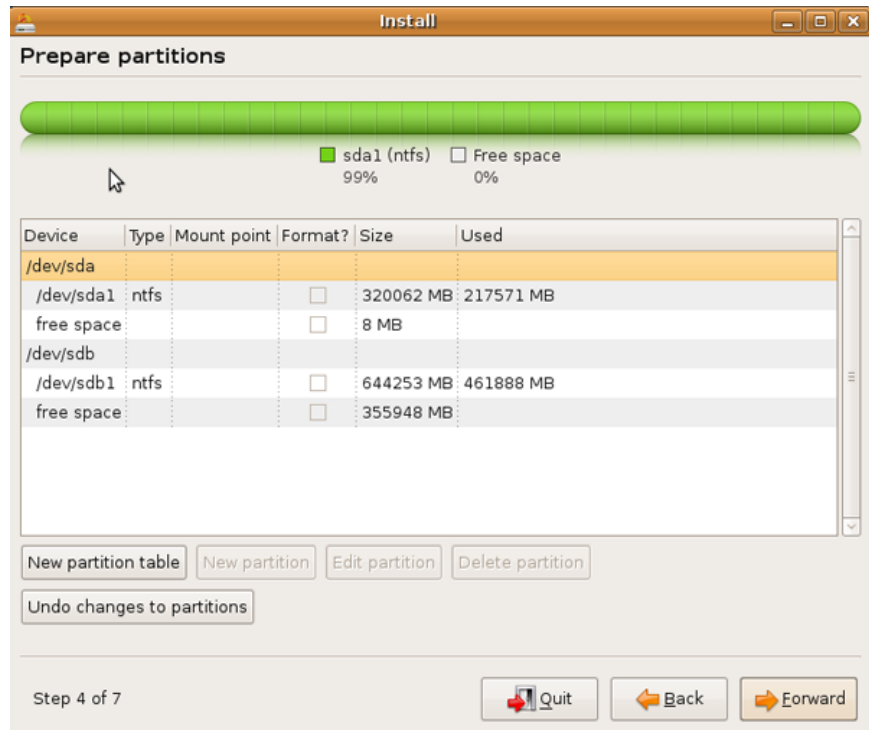 Install
Prepare partitions
sda1 (ntfs) Free space
99% 0%
Device Type Mount point Format? Size Used
/dev/sda
/dev/sda1 ntfs 320062 MB 217571 MB
free space 8 MB
/dev/sdb
/dev/sdb1 ntfs 644253 MB 461888 MB
free space 355948 MB
New partition table New partition Edit partition Delete partition
Undo changes to partitions
Step 4 of 7 Quit Back Forward